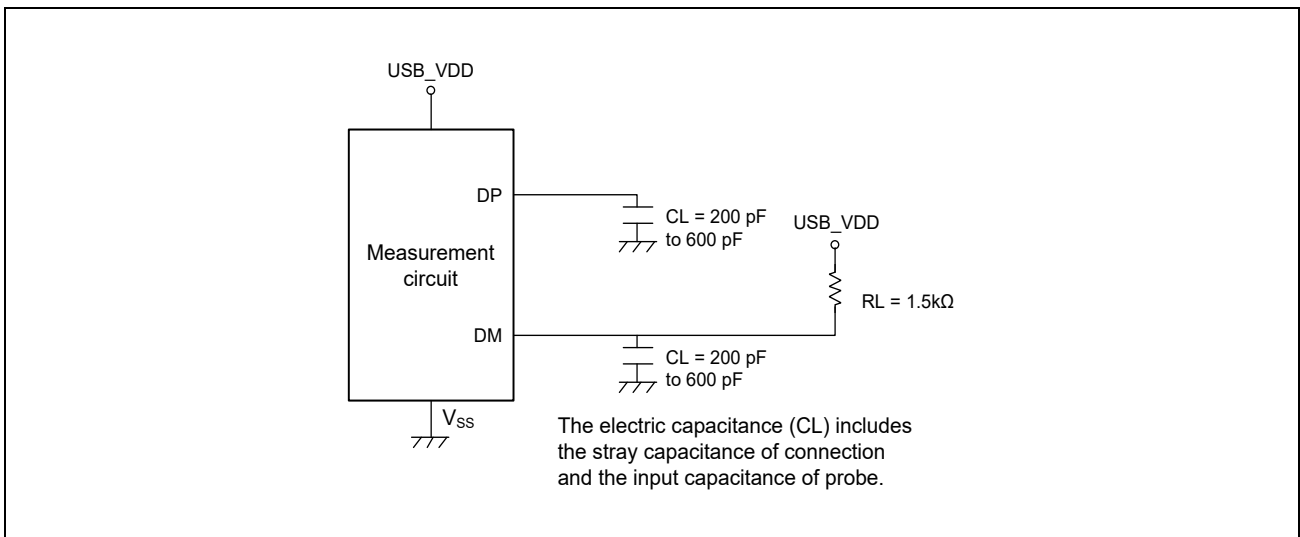 USB_VDD
DP
CL = 200 pF
to 600 pF
USB_VDD
Measurement
circuit
RL = 1.5kΩ
DM
CL = 200 pF
to 600 pF
VSS
The electric capacitance (CL) includes
the stray capacitance of connection
and the input capacitance of probe.